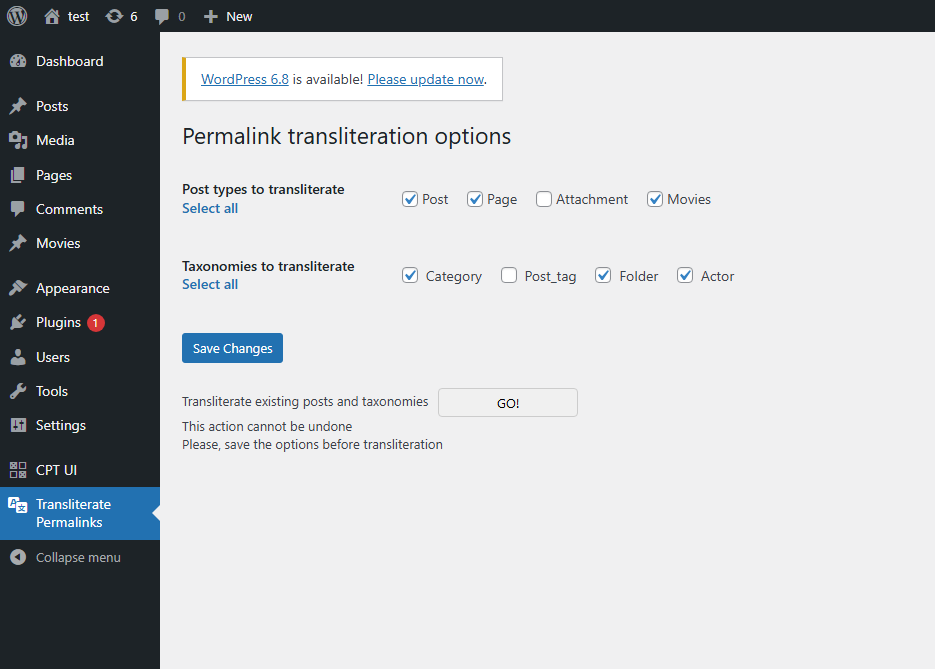 test 6 0 New
Dashboard
Posts
Media
Pages
Comments
Movies
Appearance
Plugins 1
Users
Tools
Settings
CPT UI
Transliterate
Permalinks
Collapse menu
WordPress 6.8 is available! Please update now.
Permalink transliteration options
Post types to transliterate
Select all
Post Page Attachment Movies
Taxonomies to transliterate
Select all
Category Post_tag Folder Actor
Save Changes
Transliterate existing posts and taxonomies GO!
This action cannot be undone
Please, save the options before transliteration